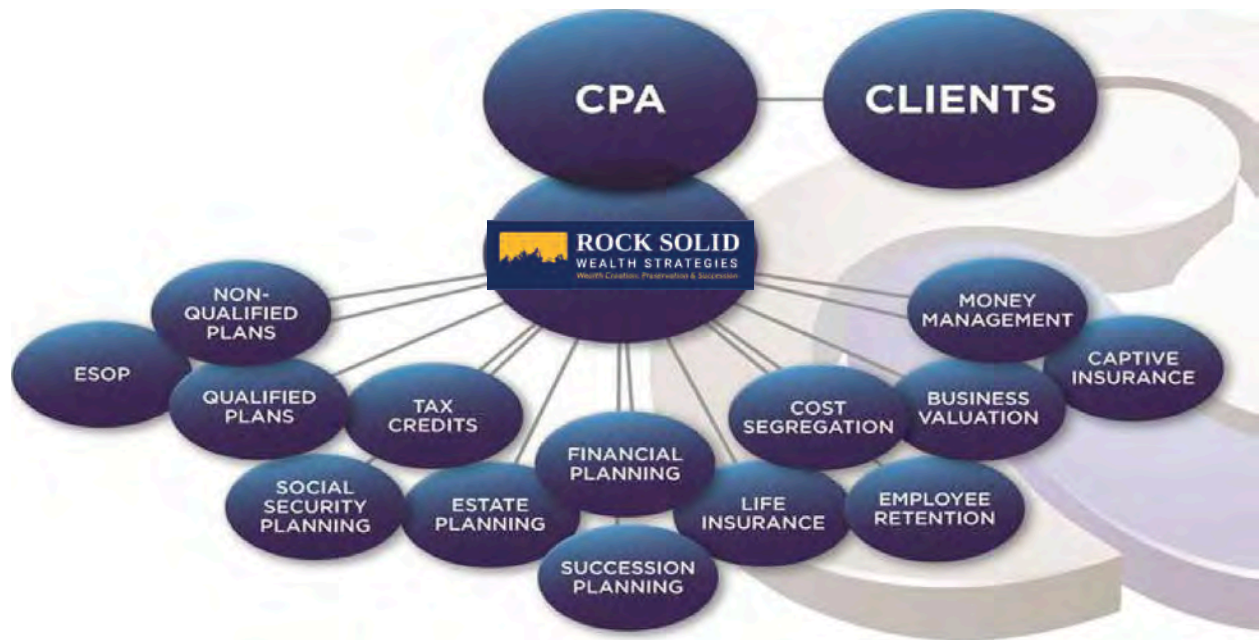 CPA
CLIENTS
ROCK SOLID
WEALTH STRATEGIES
Wealth Creation, Preservation & Succession
NON-
QUALIFIED
PLANS
MONEY
MANAGEMENT
ESOP
CAPTIVE
INSURANCE
QUALIFIED
PLANS
TAX
CREDITS
COST
SEGREGATION
BUSINESS
VALUATION
FINANCIAL
PLANNING
SOCIAL
SECURITY
PLANNING
ESTATE
PLANNING
LIFE
INSURANCE
EMPLOYEE
RETENTION
SUCCESSION
PLANNING